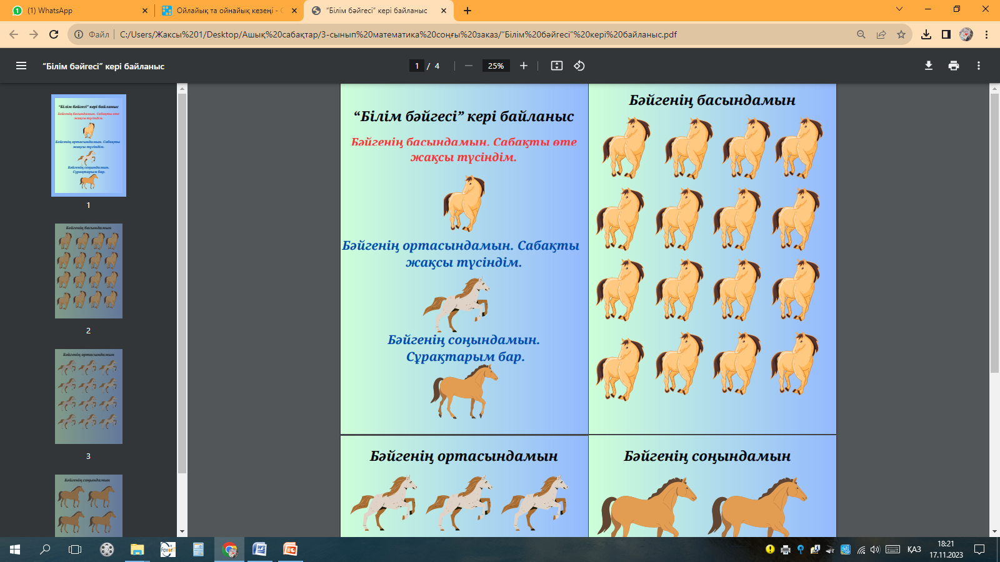 (1) WhatsApp
Ойлайық та ойнайық кезеңі - 
“Білім бәйгесі” кері байланыс
Файл
C:/Users/Жаксы%201/Desktop/Ашық%20сабақтар/3-сынып%20математика%20соңғы%20заказ/“Білім%20бәйгесі”%20кері%20байланыс.pdf
“Білім бәйгесі” кері байланыс
1 / 4
25%
“Білім бәйгесі” кері байланыс
Бәйгенің басындамын. Сабақты өте
жақсы түсіндім.
Бәйгенің ортасындамын. Сабақты
жақсы түсіндім.
Бәйгенің соңындамын.
Сұрақтарым бар.
1
Бәйгенің басындамын
2
Бәйгенің ортасындамын
3
Бәйгенің соңындамын
“Білім бәйгесі” кері байланыс
Бәйгенің басындамын. Сабақты өте
жақсы түсіндім.
Бәйгенің ортасындамын. Сабақты
жақсы түсіндім.
Бәйгенің соңындамын.
Сұрақтарым бар.
Бәйгенің басындамын
Бәйгенің ортасындамын
Бәйгенің соңындамын
ҚАЗ
18:21
17.11.2023